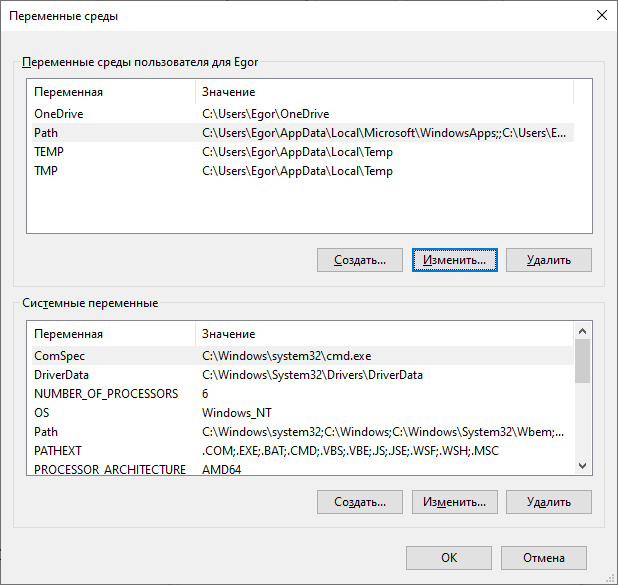 Переменные среды
Переменные среды пользователя для Egor
Переменная Значение
OneDrive C:\Users\Egor\OneDrive
Path C:\Users\Egor\AppData\Local\Microsoft\WindowsApps;;C:\Users\E...
TEMP C:\Users\Egor\AppData\Local\Temp
TMP C:\Users\Egor\AppData\Local\Temp
Создать... Изменить... Удалить
Системные переменные
Переменная Значение
ComSpec C:\Windows\system32\cmd.exe
DriverData C:\Windows\System32\Drivers\DriverData
NUMBER_OF_PROCESSORS 6
OS Windows_NT
Path C:\Windows\system32;C:\Windows;C:\Windows\System32\Wbem;...
PATHEXT .COM;.EXE;.BAT;.CMD;.VBS;.VBE;.JS;.JSE;.WSF;.WSH;.MSC
PROCESSOR_ARCHITECTURE AMD64
Создать... Изменить... Удалить
OK Отмена